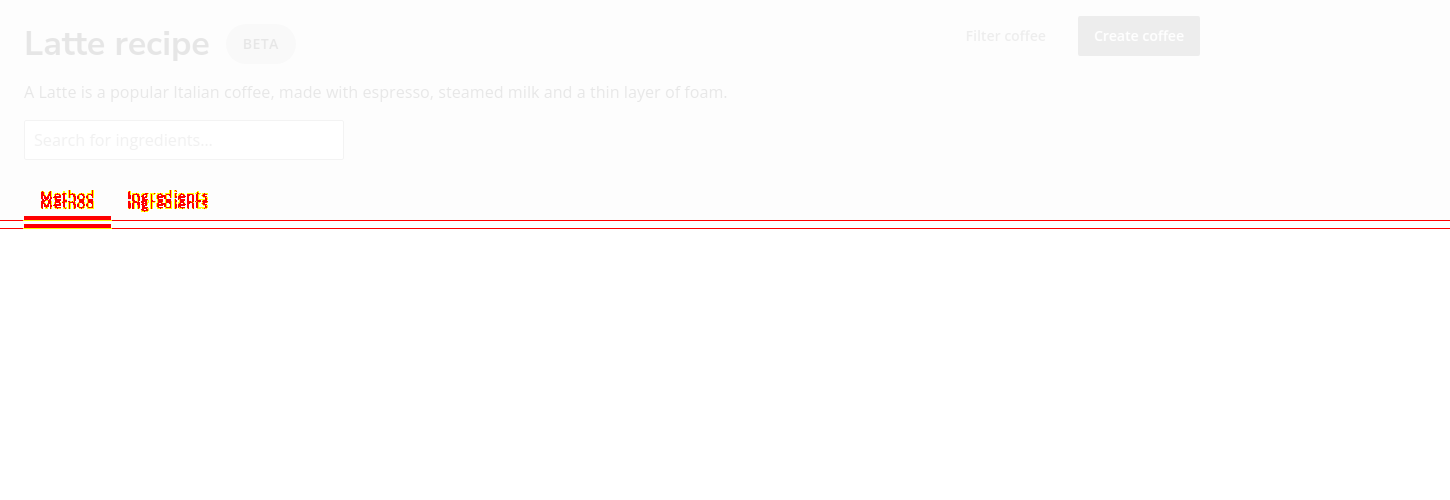 Latte recipe BETA Filter coffee Create coffee
A Latte is a popular Italian coffee, made with espresso, steamed milk and a thin layer of foam.
Search for ingredients...
Method Ingredients